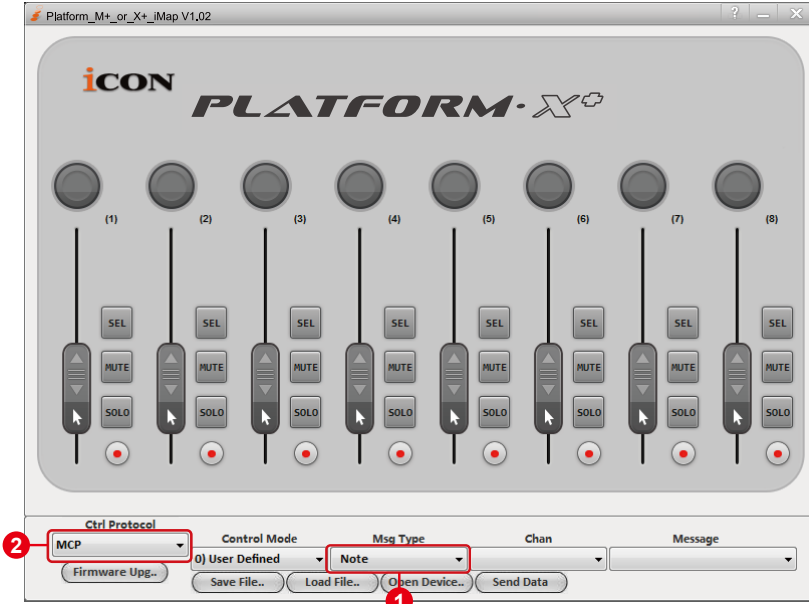 Platform_M+_or_X+_iMap V1.02
? – X
iCON
PLATFORM·X+
(1) (2) (3) (4) (5) (6) (7) (8)
SEL SEL SEL SEL SEL SEL SEL SEL
MUTE MUTE MUTE MUTE MUTE MUTE MUTE MUTE
SOLO SOLO SOLO SOLO SOLO SOLO SOLO SOLO
Ctrl Protocol
Control Mode Msg Type Chan Message
2 MCP
0) User Defined Note
Firmware Upg..
Save File.. Load File.. Open Device.. Send Data
1